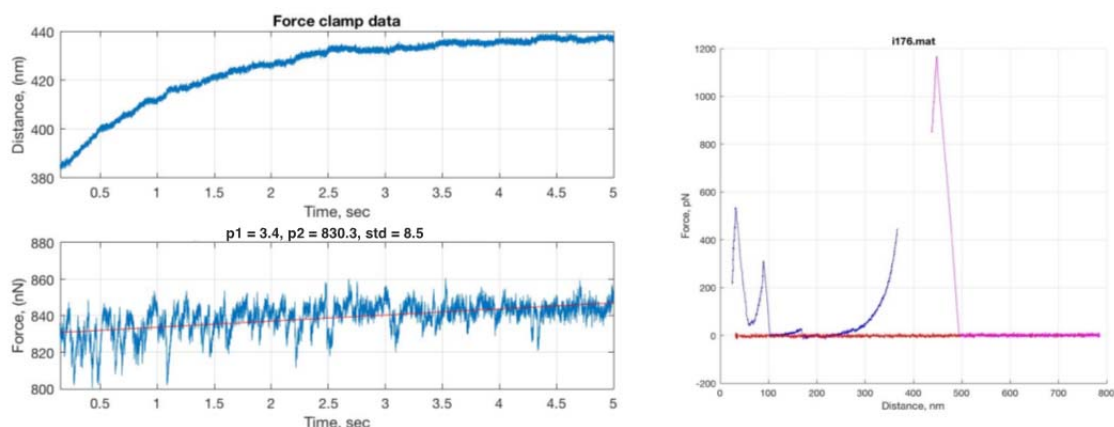 Force clamp data
440
420
400
380
Distance, (nm)
0.5 1 1.5 2 2.5 3 3.5 4 4.5 5
Time, sec
p1 = 3.4, p2 = 830.3, std = 8.5
880
860
840
820
800
Force (nN)
0.5 1 1.5 2 2.5 3 3.5 4 4.5 5
Time, sec
i176.mat
1200
1000
800
600
400
200
0
-200
Force, pN
0 100 200 300 400 500 600 700 800
Distance, nm